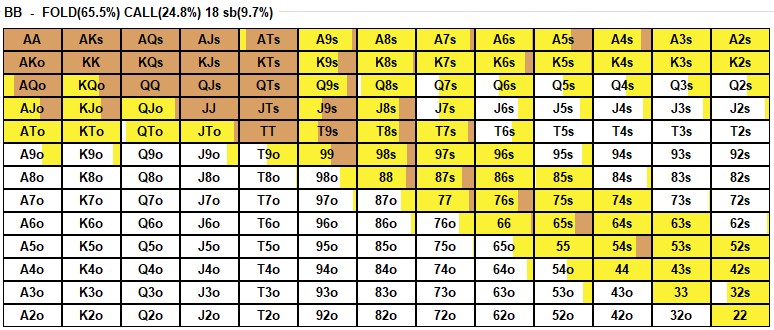 BB - FOLD(65.5%) CALL(24.8%) 18 sb(9.7%)
AA AKs AQs AJs ATs A9s A8s A7s A6s A5s A4s A3s A2s
AKo KK KQs KJs KTs K9s K8s K7s K6s K5s K4s K3s K2s
AQo KQo QQ QJs QTs Q9s Q8s Q7s Q6s Q5s Q4s Q3s Q2s
AJo KJo QJo JJ JTs J9s J8s J7s J6s J5s J4s J3s J2s
ATo KTo QTo JTo TT T9s T8s T7s T6s T5s T4s T3s T2s
A9o K9o Q9o J9o T9o 99 98s 97s 96s 95s 94s 93s 92s
A8o K8o Q8o J8o T8o 98o 88 87s 86s 85s 84s 83s 82s
A7o K7o Q7o J7o T7o 97o 87o 77 76s 75s 74s 73s 72s
A6o K6o Q6o J6o T6o 96o 86o 76o 66 65s 64s 63s 62s
A5o K5o Q5o J5o T5o 95o 85o 75o 65o 55 54s 53s 52s
A4o K4o Q4o J4o T4o 94o 84o 74o 64o 54o 44 43s 42s
A3o K3o Q3o J3o T3o 93o 83o 73o 63o 53o 43o 33 32s
A2o K2o Q2o J2o T2o 92o 82o 72o 62o 52o 42o 32o 22